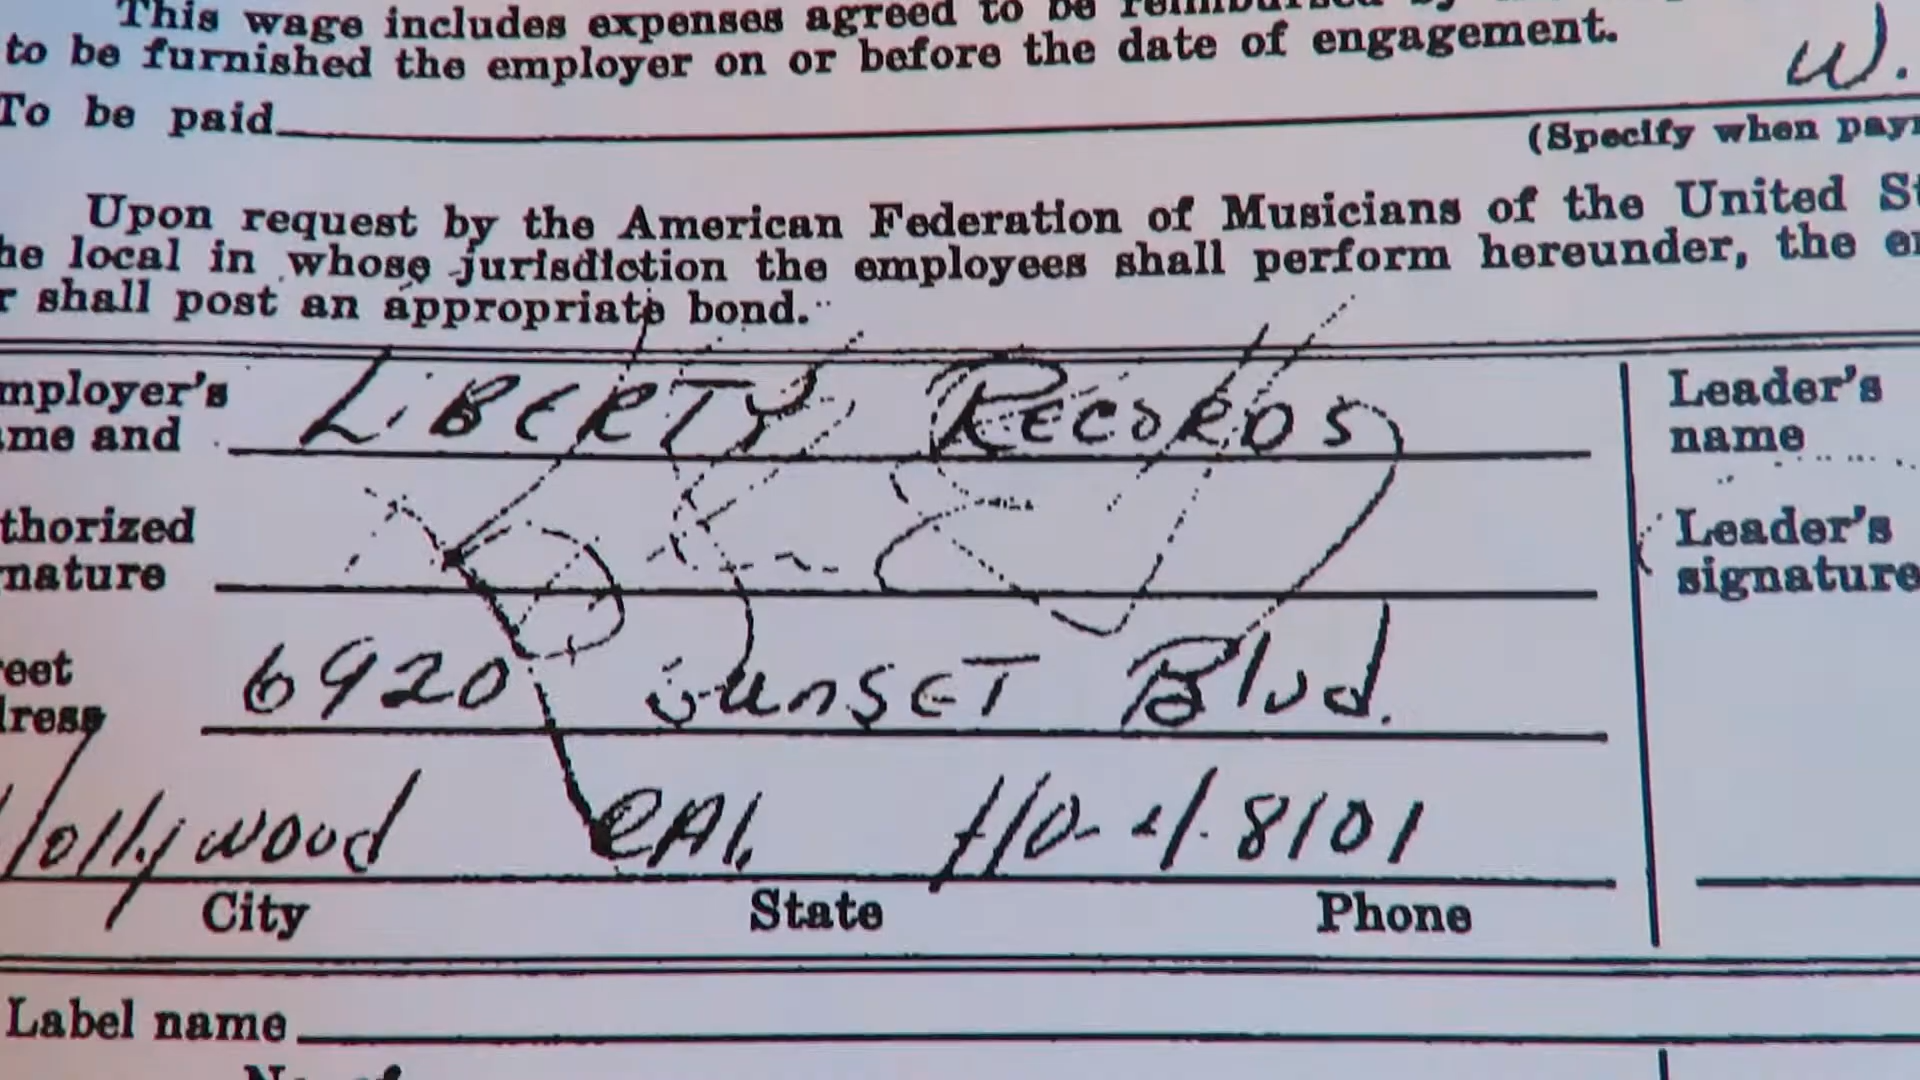 This wage includes expenses agreed to be reimbursed by
to be furnished the employer on or before the date of engagement.
W.
To be paid
(Specify when pay
Upon request by the American Federation of Musicians of the United St
he local in whose jurisdiction the employees shall perform hereunder, the e
r shall post an appropriate bond.
mployer's
me and
LiBERTY RECORDS
Leader's
name
thorized
nature
Leader's
signature
eet
dress
6920 SunSET Blvd.
Hollywood CAl. HO-4-8101
City State Phone
Label name
No. of